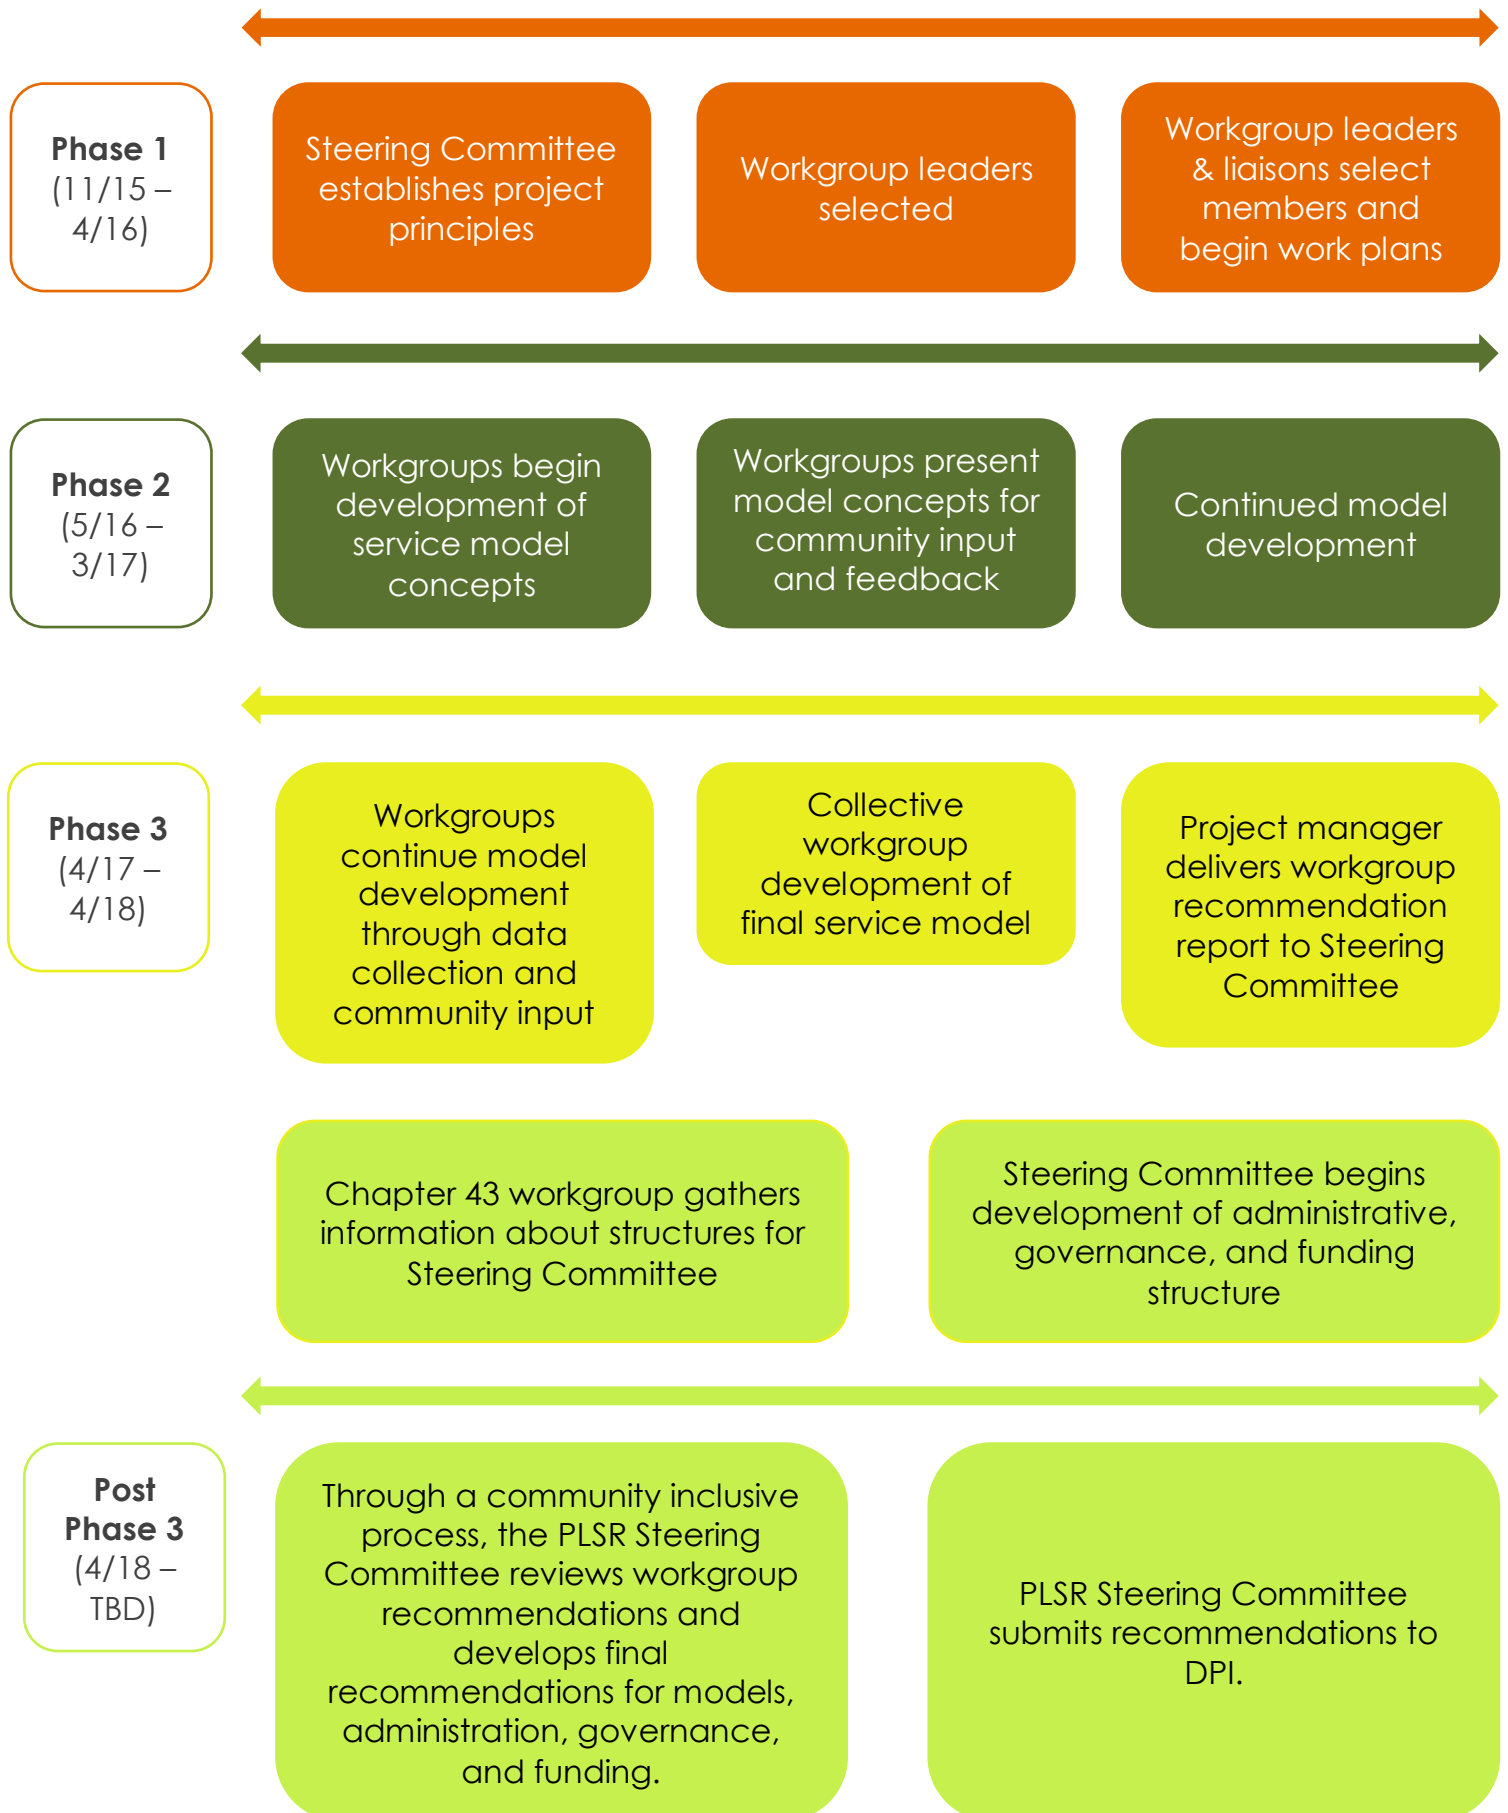 Phase 1
(11/15 –
4/16)
Steering Committee
establishes project
principles
Workgroup leaders
selected
Workgroup leaders
& liaisons select
members and
begin work plans
Phase 2
(5/16 –
3/17)
Workgroups begin
development of
service model
concepts
Workgroups present
model concepts for
community input
and feedback
Continued model
development
Phase 3
(4/17 –
4/18)
Workgroups
continue model
development
through data
collection and
community input
Collective
workgroup
development of
final service model
Project manager
delivers workgroup
recommendation
report to Steering
Committee
Chapter 43 workgroup gathers
information about structures for
Steering Committee
Steering Committee begins
development of administrative,
governance, and funding
structure
Post
Phase 3
(4/18 –
TBD)
Through a community inclusive
process, the PLSR Steering
Committee reviews workgroup
recommendations and
develops final
recommendations for models,
administration, governance,
and funding.
PLSR Steering Committee
submits recommendations to
DPI.